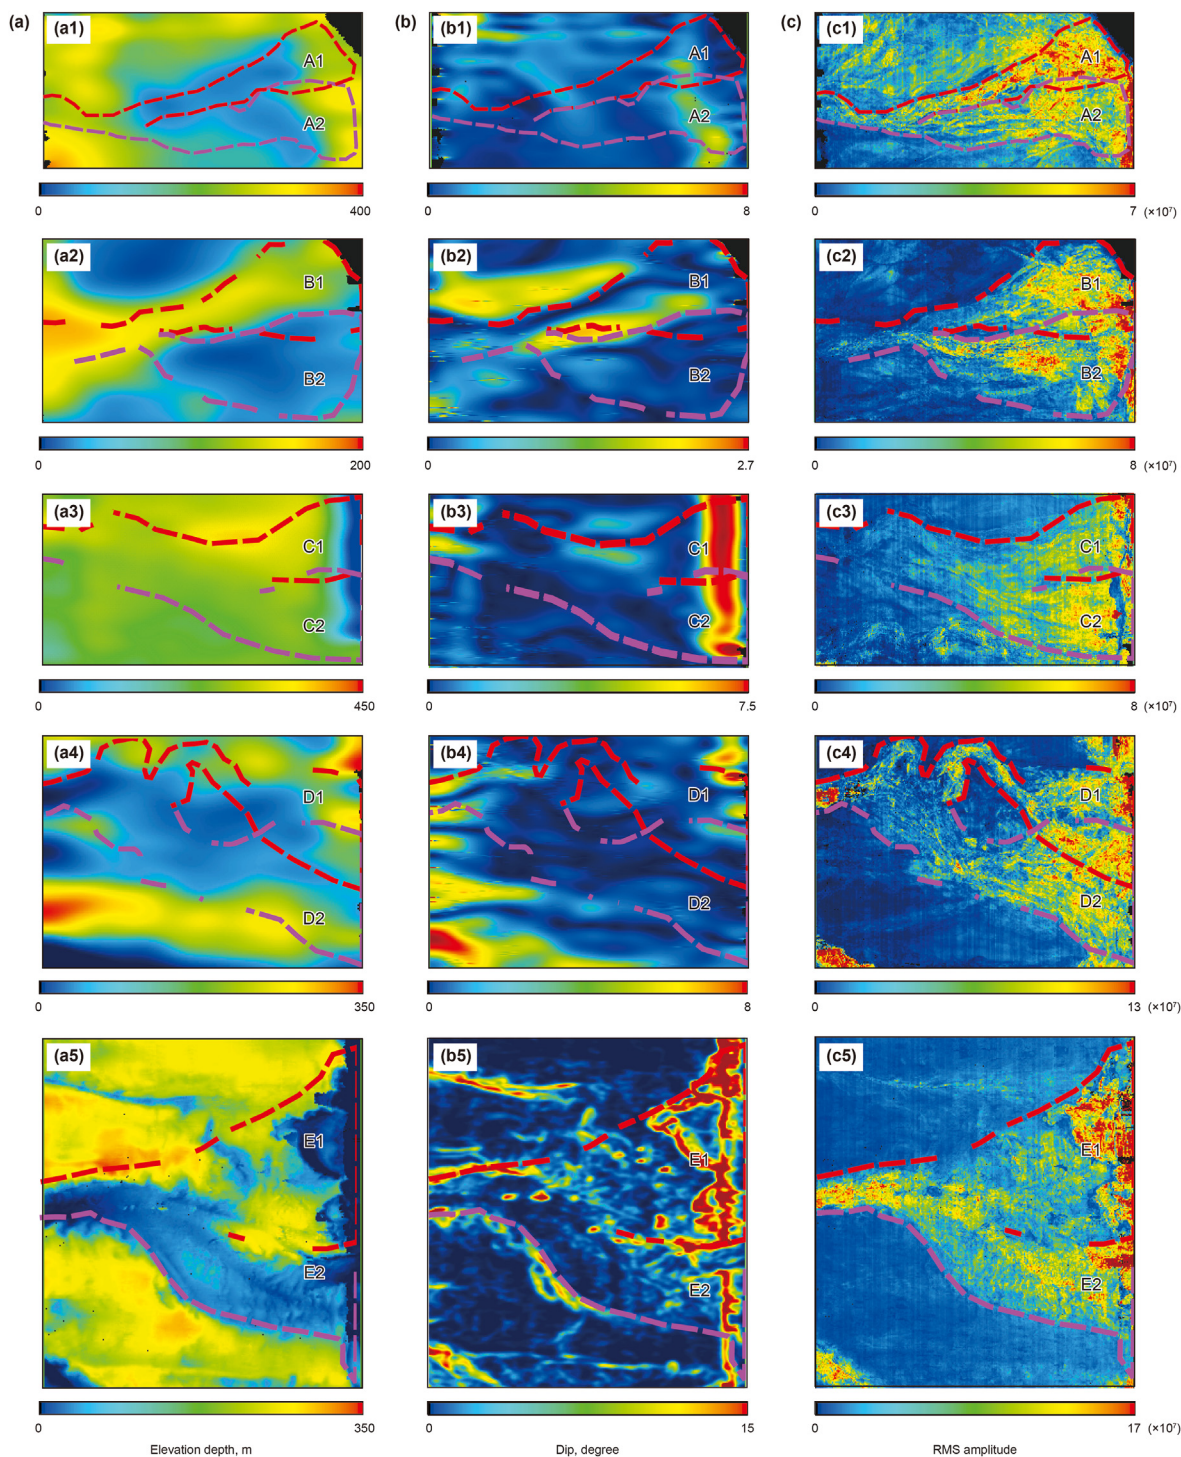 (a) (b) (c)
(a1) (b1) (c1)
A1 A1 A1
A2 A2 A2
0 400 0 8 0 7 (×10⁷)
(a2) (b2) (c2)
B1 B1 B1
B2 B2 B2
0 200 0 2.7 0 8 (×10⁷)
(a3) (b3) (c3)
C1 C1 C1
C2 C2 C2
0 450 0 7.5 0 8 (×10⁷)
(a4) (b4) (c4)
D1 D1 D1
D2 D2 D2
0 350 0 8 0 13 (×10⁷)
(a5) (b5) (c5)
E1 E1 E1
E2 E2 E2
0 350 0 15 0 17 (×10⁷)
Elevation depth, m Dip, degree RMS amplitude